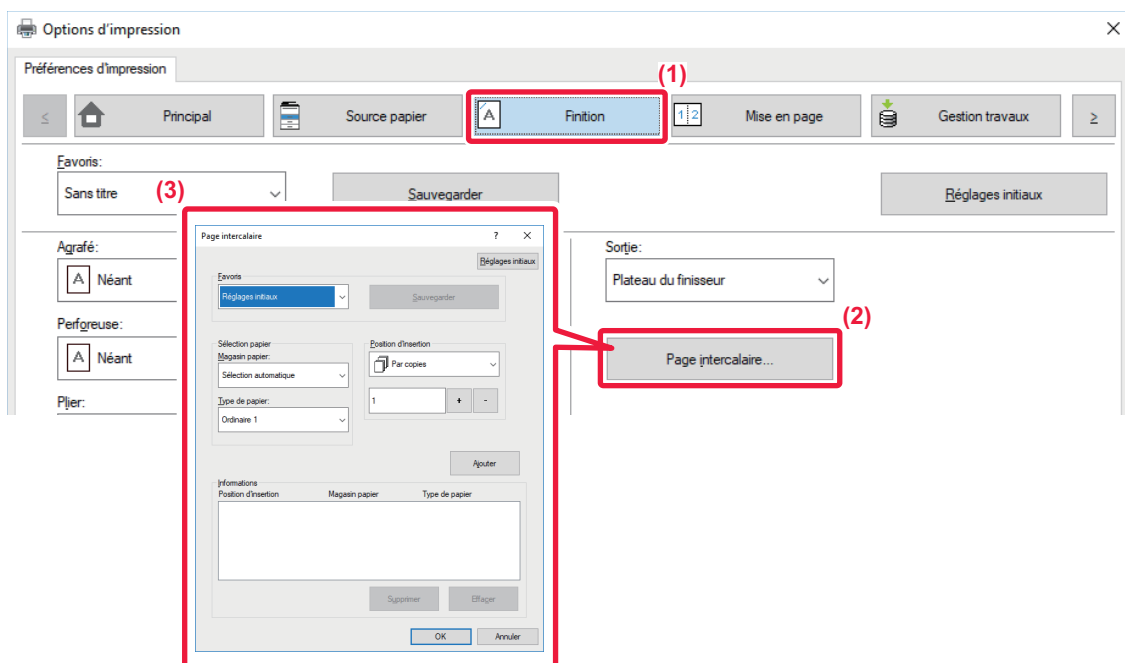 Options d'impression
Préférences d'impression
(1)
≤ Principal Source papier A Finition 1 2 Mise en page Gestion travaux ≥
Favoris:
Sans titre
(3)
Sauvegarder
Réglages initiaux
Agrafé:
A Néant
Perforeuse:
A Néant
Plier:
Page intercalaire ?
Réglages initiaux
Favoris
Réglages initiaux
Sauvegarder
Sélection papier
Magasin papier:
Sélection automatique
Type de papier:
Ordinaire 1
Position d'insertion
Par copies
1 + -
Ajouter
Informations
Position d'insertion Magasin papier Type de papier
Supprimer Effaçer
OK Annuler
Sortie:
Plateau du finisseur
(2)
Page intercalaire...